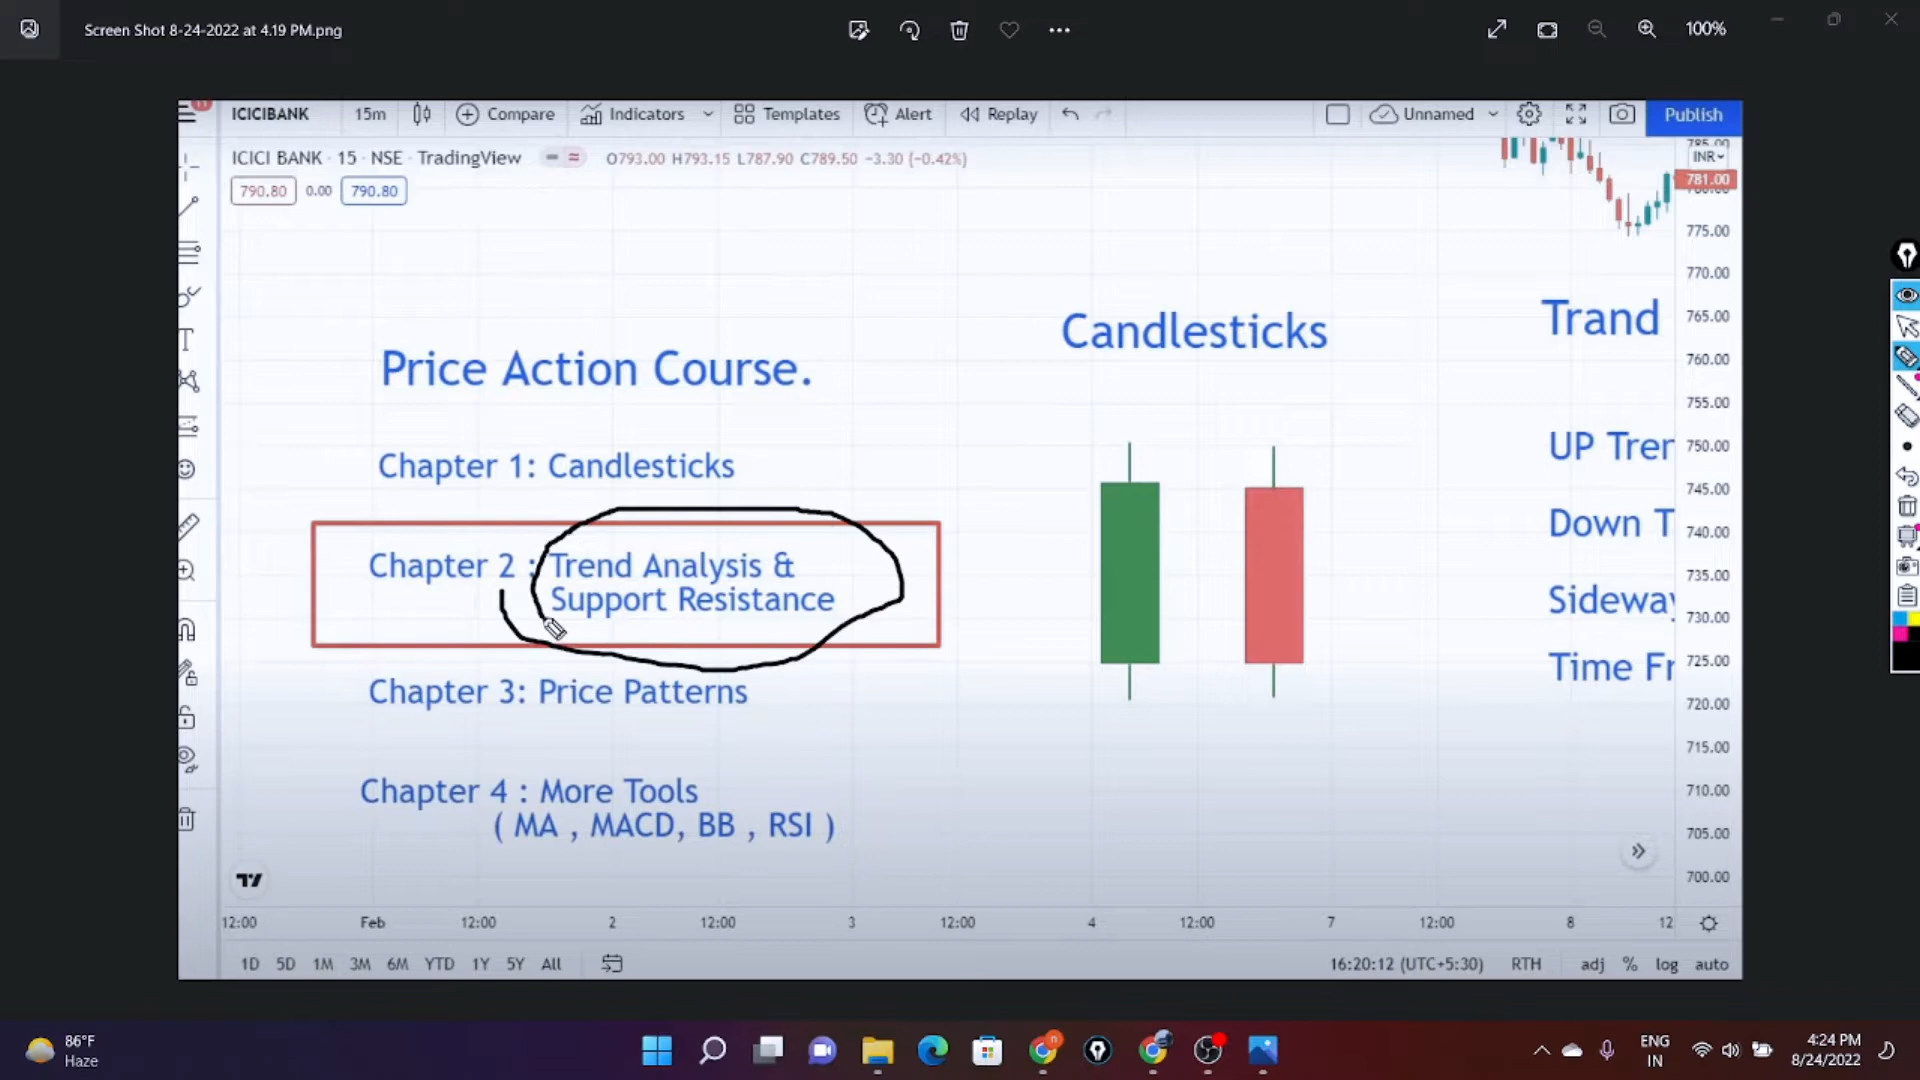 Screen Shot 8-24-2022 at 4.19 PM.png
100%
11
ICICIBANK 15m Compare Indicators Templates Alert Replay Unnamed Publish
ICICI BANK · 15 · NSE · TradingView O793.00 H793.15 L787.90 C789.50 −3.30 (−0.42%)
790.80 0.00 790.80
INR
781.00
775.00
770.00
765.00
760.00
755.00
750.00
745.00
740.00
735.00
730.00
725.00
720.00
715.00
710.00
705.00
700.00
Price Action Course.
Chapter 1: Candlesticks
Chapter 2 : Trend Analysis &
Support Resistance
Chapter 3: Price Patterns
Chapter 4 : More Tools
( MA , MACD, BB , RSI )
Candlesticks
Trand
UP Tren
Down T
Sideway
Time Fr
12:00 Feb 12:00 2 12:00 3 12:00 4 12:00 7 12:00 8 12
1D 5D 1M 3M 6M YTD 1Y 5Y All
16:20:12 (UTC+5:30) RTH adj % log auto
86°F
Haze
ENG
IN
4:24 PM
8/24/2022